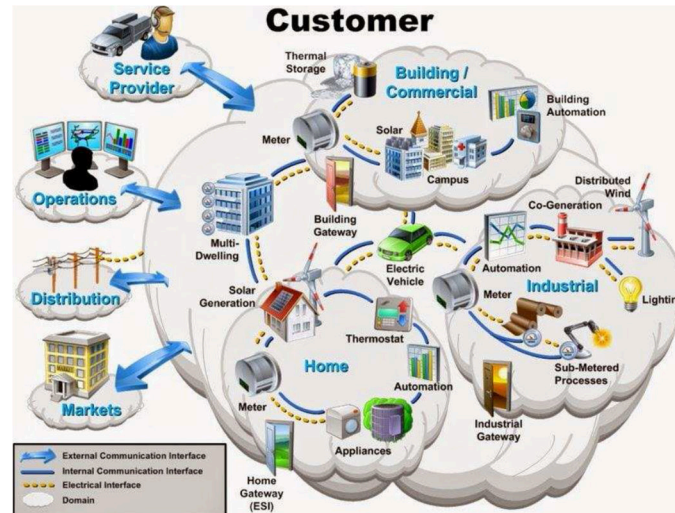 Customer
Service
Provider
Thermal
Storage
Building /
Commercial
Building
Automation
Meter
Solar
Campus
Operations
Multi-
Dwelling
Building
Gateway
Distributed
Wind
Co-Generation
Electric
Vehicle
Automation
Industrial
Meter
Lightin
Distribution
Solar
Generation
Thermostat
Home
Sub-Metered
Processes
Markets
Meter
Automation
Appliances
Industrial
Gateway
Home
Gateway
(ESI)
External Communication Interface
Internal Communication Interface
Electrical Interface
Domain